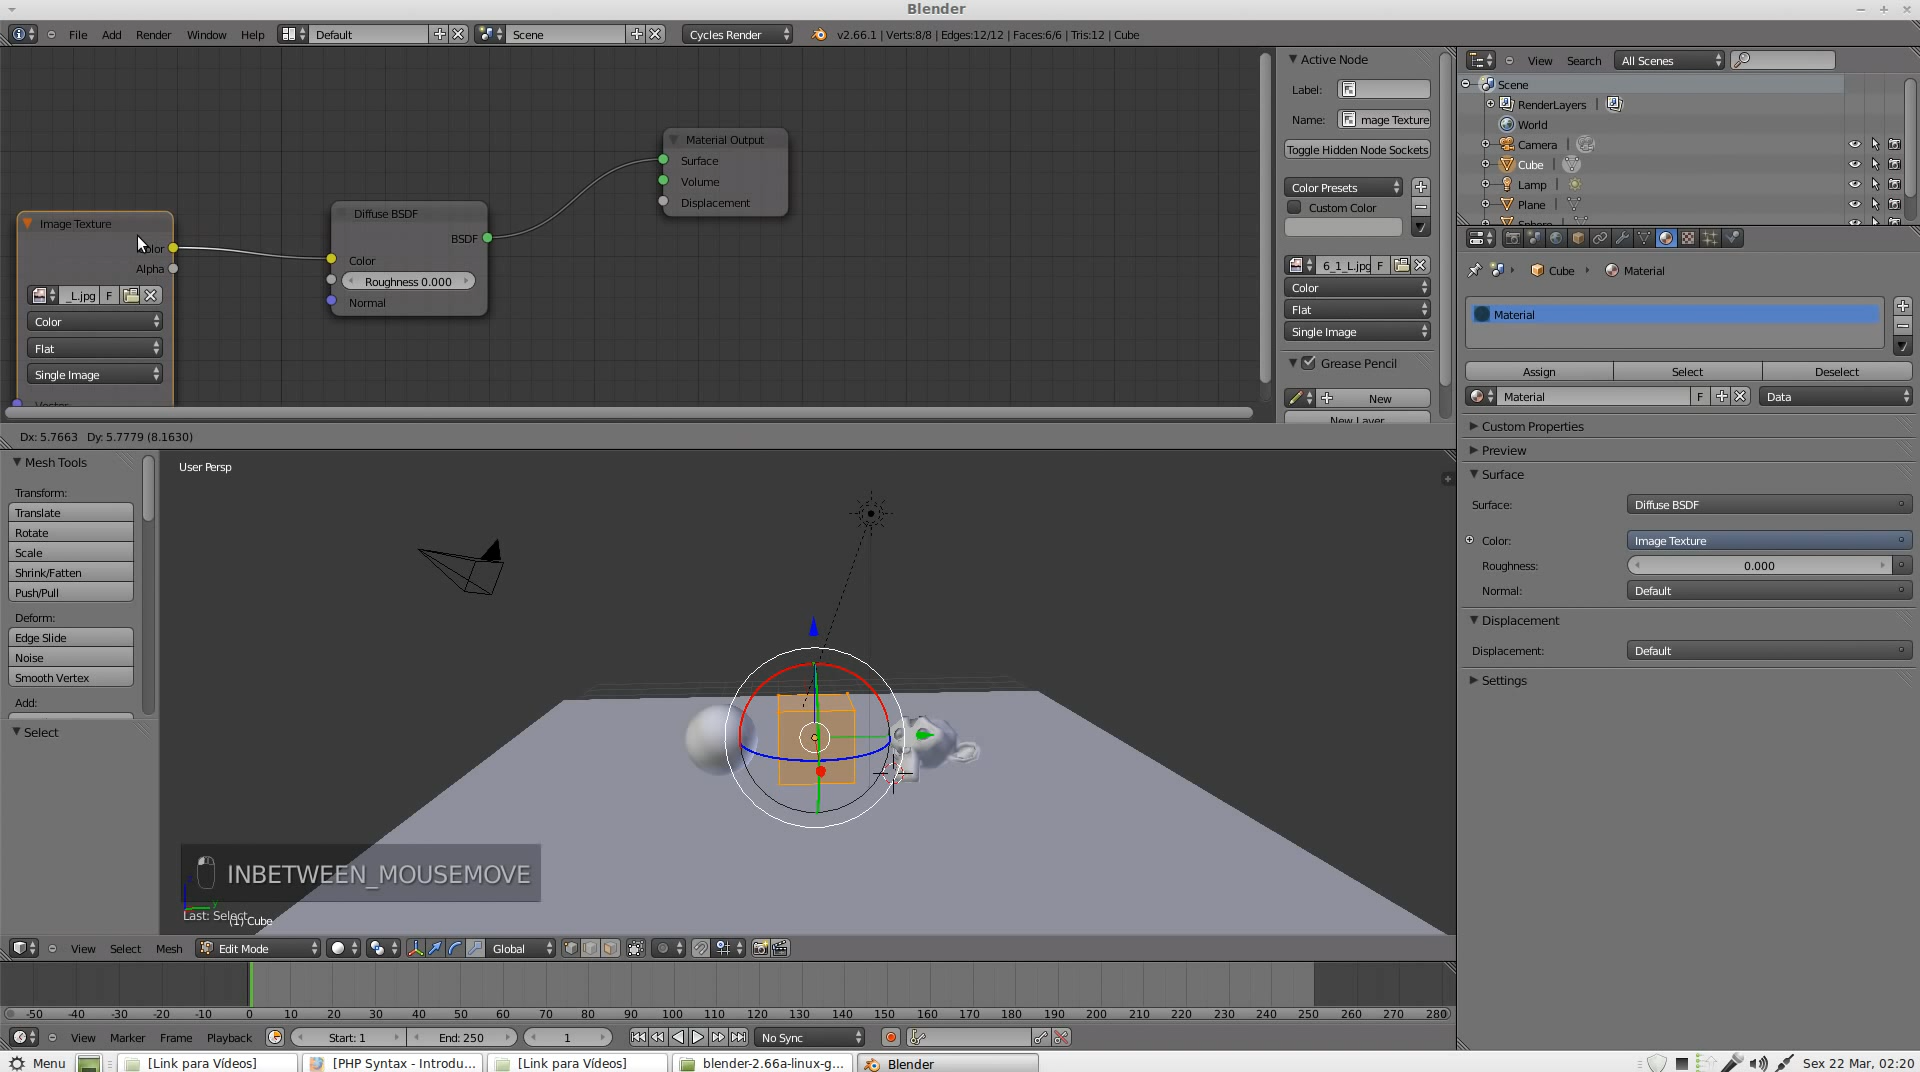 Blender
File Add Render Window Help Default Scene Cycles Render v2.66.1 | Verts:8/8 | Edges:12/12 | Faces:6/6 | Tris:12 | Cube
Image Texture
Color
Alpha
_L.jpg F
Color
Flat
Single Image
Diffuse BSDF
BSDF
Color
Roughness 0.000
Normal
Material Output
Surface
Volume
Displacement
Active Node
Label:
Name: mage Texture
Toggle Hidden Node Sockets
Color Presets
Custom Color
6_1_L.jpg F
Color
Flat
Single Image
Grease Pencil
New
New Layer
View Search All Scenes
Scene
RenderLayers |
World
Camera |
Cube |
Lamp |
Plane |
Cube Material
Material
Assign Select Deselect
Material F Data
Custom Properties
Preview
Surface
Surface: Diffuse BSDF
Color: Image Texture
Roughness: 0.000
Normal: Default
Displacement
Displacement: Default
Settings
Dx: 5.7663 Dy: 5.7779 (8.1630)
Mesh Tools
Transform:
Translate
Rotate
Scale
Shrink/Fatten
Push/Pull
Deform:
Edge Slide
Noise
Smooth Vertex
Add:
Select
User Persp
INBETWEEN_MOUSEMOVE
Last: Select
(1) Cube
View Select Mesh Edit Mode Global
-50 -40 -30 -20 -10 0 10 20 30 40 50 60 70 80 90 100 110 120 130 140 150 160 170 180 190 200 210 220 230 240 250 260 270 280
View Marker Frame Playback Start: 1 End: 250 1 No Sync
Menu [Link para Vídeos] [PHP Syntax - Introdu... [Link para Vídeos] blender-2.66a-linux-g... Blender Sex 22 Mar, 02:20